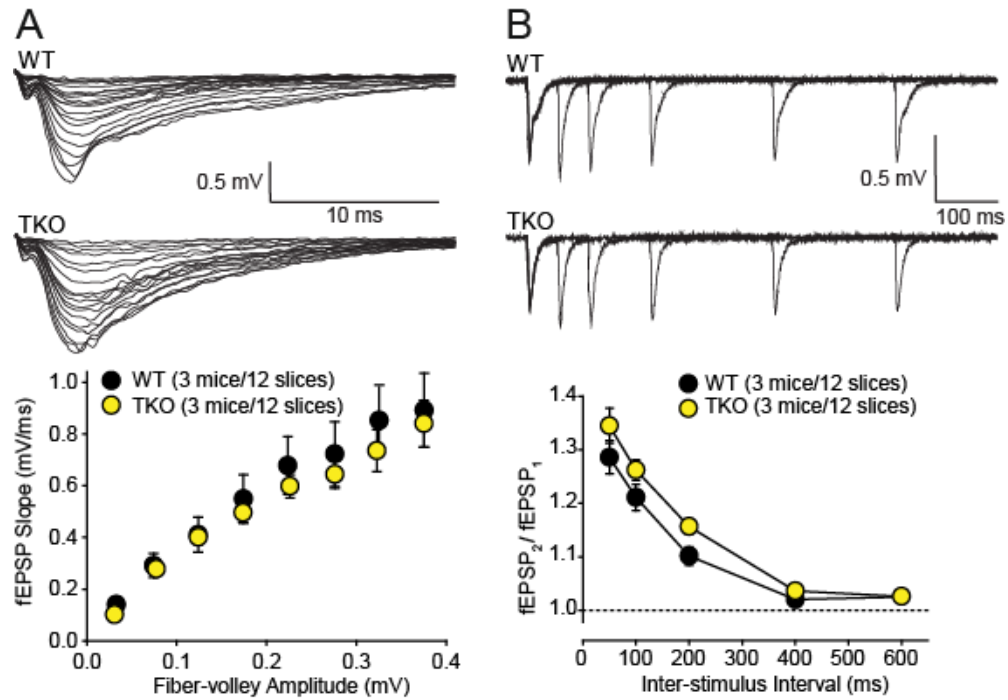 A
WT
0.5 mV
10 ms
TKO
WT (3 mice/12 slices)
TKO (3 mice/12 slices)
1.0
0.8
0.6
0.4
0.2
0.0
fEPSP Slope (mV/ms)
0.0 0.1 0.2 0.3 0.4
Fiber-volley Amplitude (mV)
B
WT
0.5 mV
100 ms
TKO
WT (3 mice/12 slices)
TKO (3 mice/12 slices)
1.4
1.3
1.2
1.1
1.0
fEPSP₂/ fEPSP₁
100 200 300 400 500 600
Inter-stimulus Interval (ms)